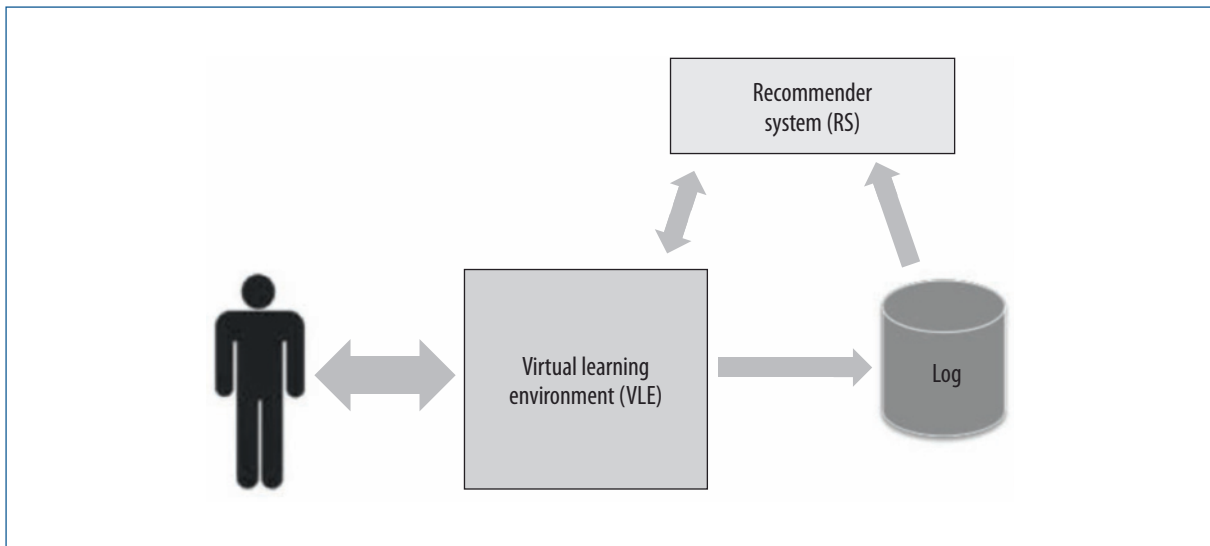 Recommender
system (RS)
Virtual learning
environment (VLE)
Log